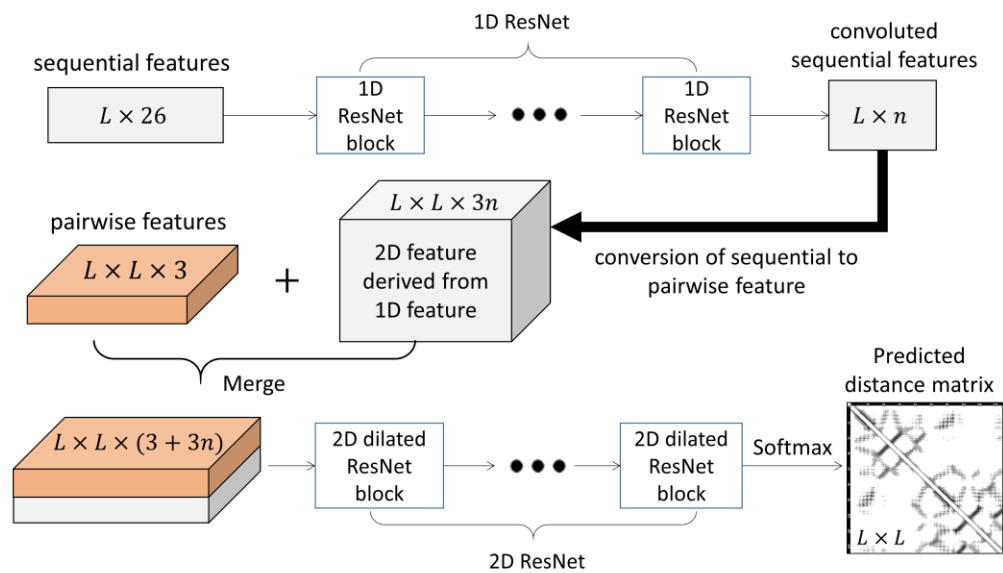 1D ResNet
sequential features
L × 26
1D
ResNet
block
1D
ResNet
block
convoluted
sequential features
L × n
pairwise features
L × L × 3
+
L × L × 3n
2D feature
derived from
1D feature
conversion of sequential to
pairwise feature
Merge
L × L × (3 + 3n)
2D dilated
ResNet
block
2D dilated
ResNet
block
Softmax
Predicted
distance matrix
L × L
2D ResNet